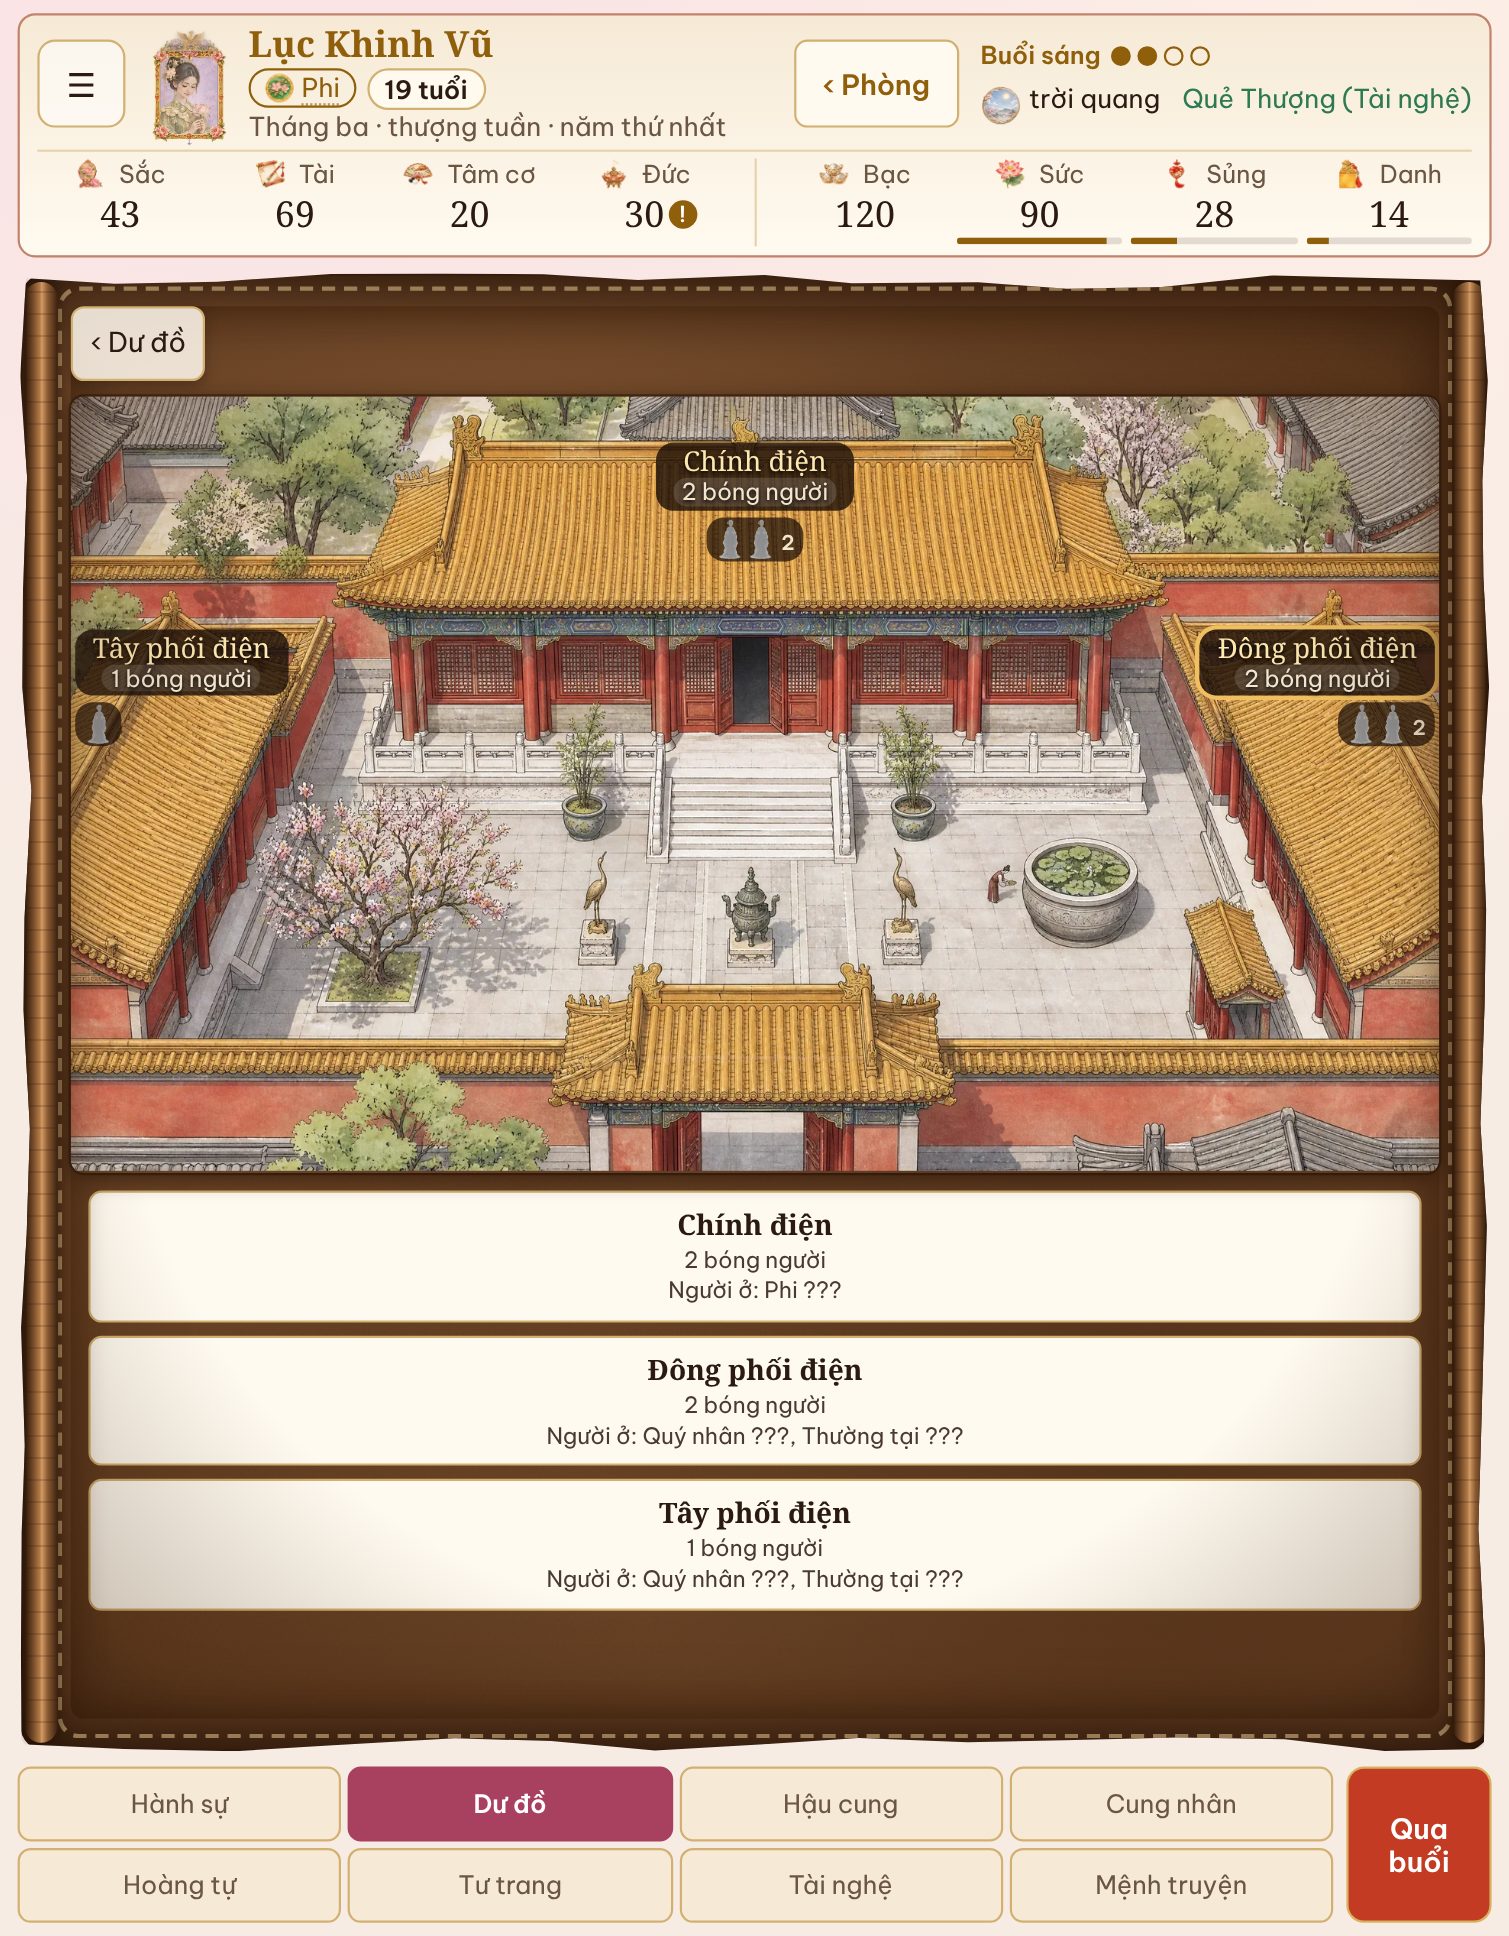 ☰
Lục Khinh Vũ
Phi
19 tuổi
Tháng ba · thượng tuần · năm thứ nhất
‹ Phòng
Buổi sáng
trời quang
Quẻ Thượng (Tài nghệ)
Sắc
43
Tài
69
Tâm cơ
20
Đức
30 !
Bạc
120
Sức
90
Sủng
28
Danh
14
‹ Dư đồ
Chính điện
2 bóng người
2
Tây phối điện
1 bóng người
Đông phối điện
2 bóng người
2
Chính điện
2 bóng người
Người ở: Phi ???
Đông phối điện
2 bóng người
Người ở: Quý nhân ???, Thường tại ???
Tây phối điện
1 bóng người
Người ở: Quý nhân ???, Thường tại ???
Hành sự
Dư đồ
Hậu cung
Cung nhân
Hoàng tự
Tư trang
Tài nghệ
Mệnh truyện
Qua
buổi